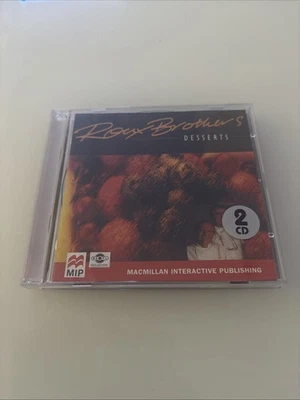 Roux Brothers
DESSERTS
2
CD
MIP
MACMILLAN INTERACTIVE PUBLISHING